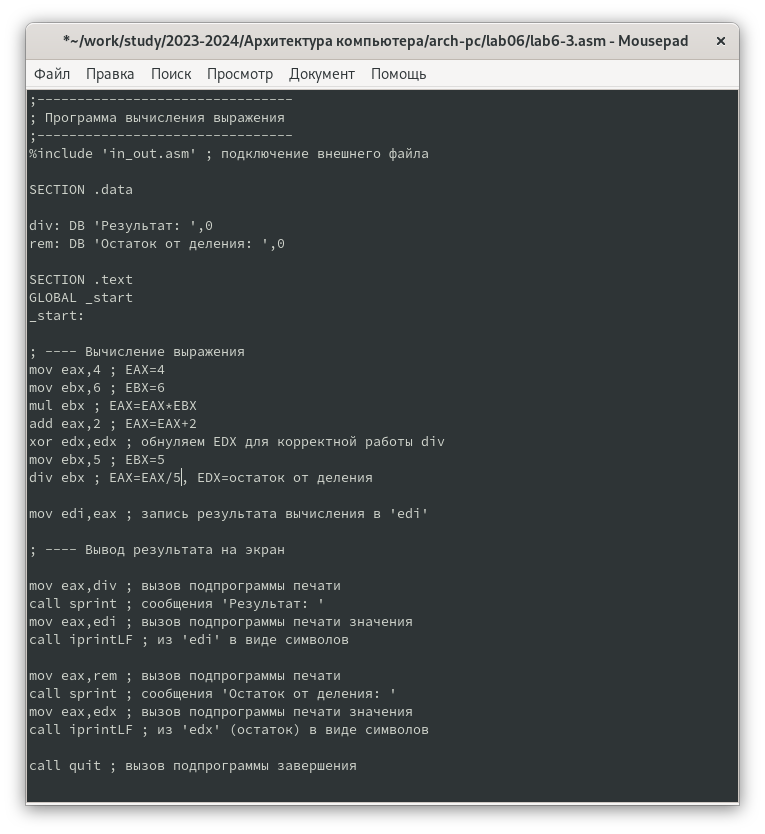 *~/work/study/2023-2024/Архитектура компьютера/arch-pc/lab06/lab6-3.asm - Mousepad ×
Файл Правка Поиск Просмотр Документ Помощь
;--------------------------------
; Программа вычисления выражения
;--------------------------------
%include 'in_out.asm' ; подключение внешнего файла
SECTION .data
div: DB 'Результат: ',0
rem: DB 'Остаток от деления: ',0
SECTION .text
GLOBAL _start
_start:
; ---- Вычисление выражения
mov eax,4 ; EAX=4
mov ebx,6 ; EBX=6
mul ebx ; EAX=EAX*EBX
add eax,2 ; EAX=EAX+2
xor edx,edx ; обнуляем EDX для корректной работы div
mov ebx,5 ; EBX=5
div ebx ; EAX=EAX/5, EDX=остаток от деления
mov edi,eax ; запись результата вычисления в 'edi'
; ---- Вывод результата на экран
mov eax,div ; вызов подпрограммы печати
call sprint ; сообщения 'Результат: '
mov eax,edi ; вызов подпрограммы печати значения
call iprintLF ; из 'edi' в виде символов
mov eax,rem ; вызов подпрограммы печати
call sprint ; сообщения 'Остаток от деления: '
mov eax,edx ; вызов подпрограммы печати значения
call iprintLF ; из 'edx' (остаток) в виде символов
call quit ; вызов подпрограммы завершения